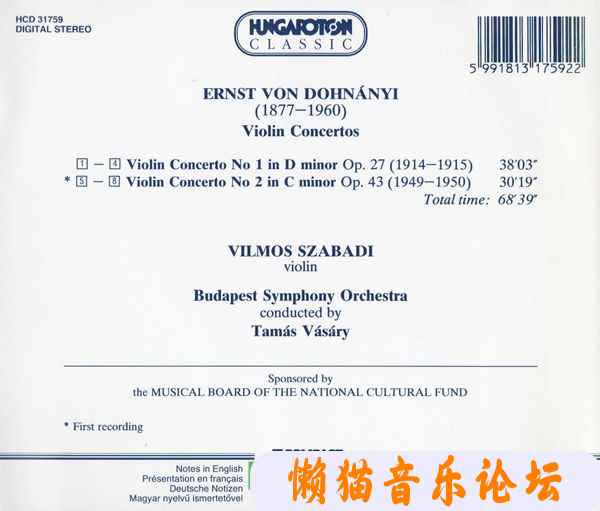 HCD 31759
DIGITAL STEREO
HUNGAROTON
CLASSIC
5 991813 175922
ERNST VON DOHNÁNYI
(1877–1960)
Violin Concertos
1 – 4 Violin Concerto No 1 in D minor Op. 27 (1914–1915) 38'03"
* 5 – 8 Violin Concerto No 2 in C minor Op. 43 (1949–1950) 30'19"
Total time: 68'39"
VILMOS SZABADI
violin
Budapest Symphony Orchestra
conducted by
Tamás Vásáry
Sponsored by
the MUSICAL BOARD OF THE NATIONAL CULTURAL FUND
* First recording
Notes in English
Présentation en français
Deutsche Notizen
Magyar nyelvű ismertetővel
懒猫音乐论坛